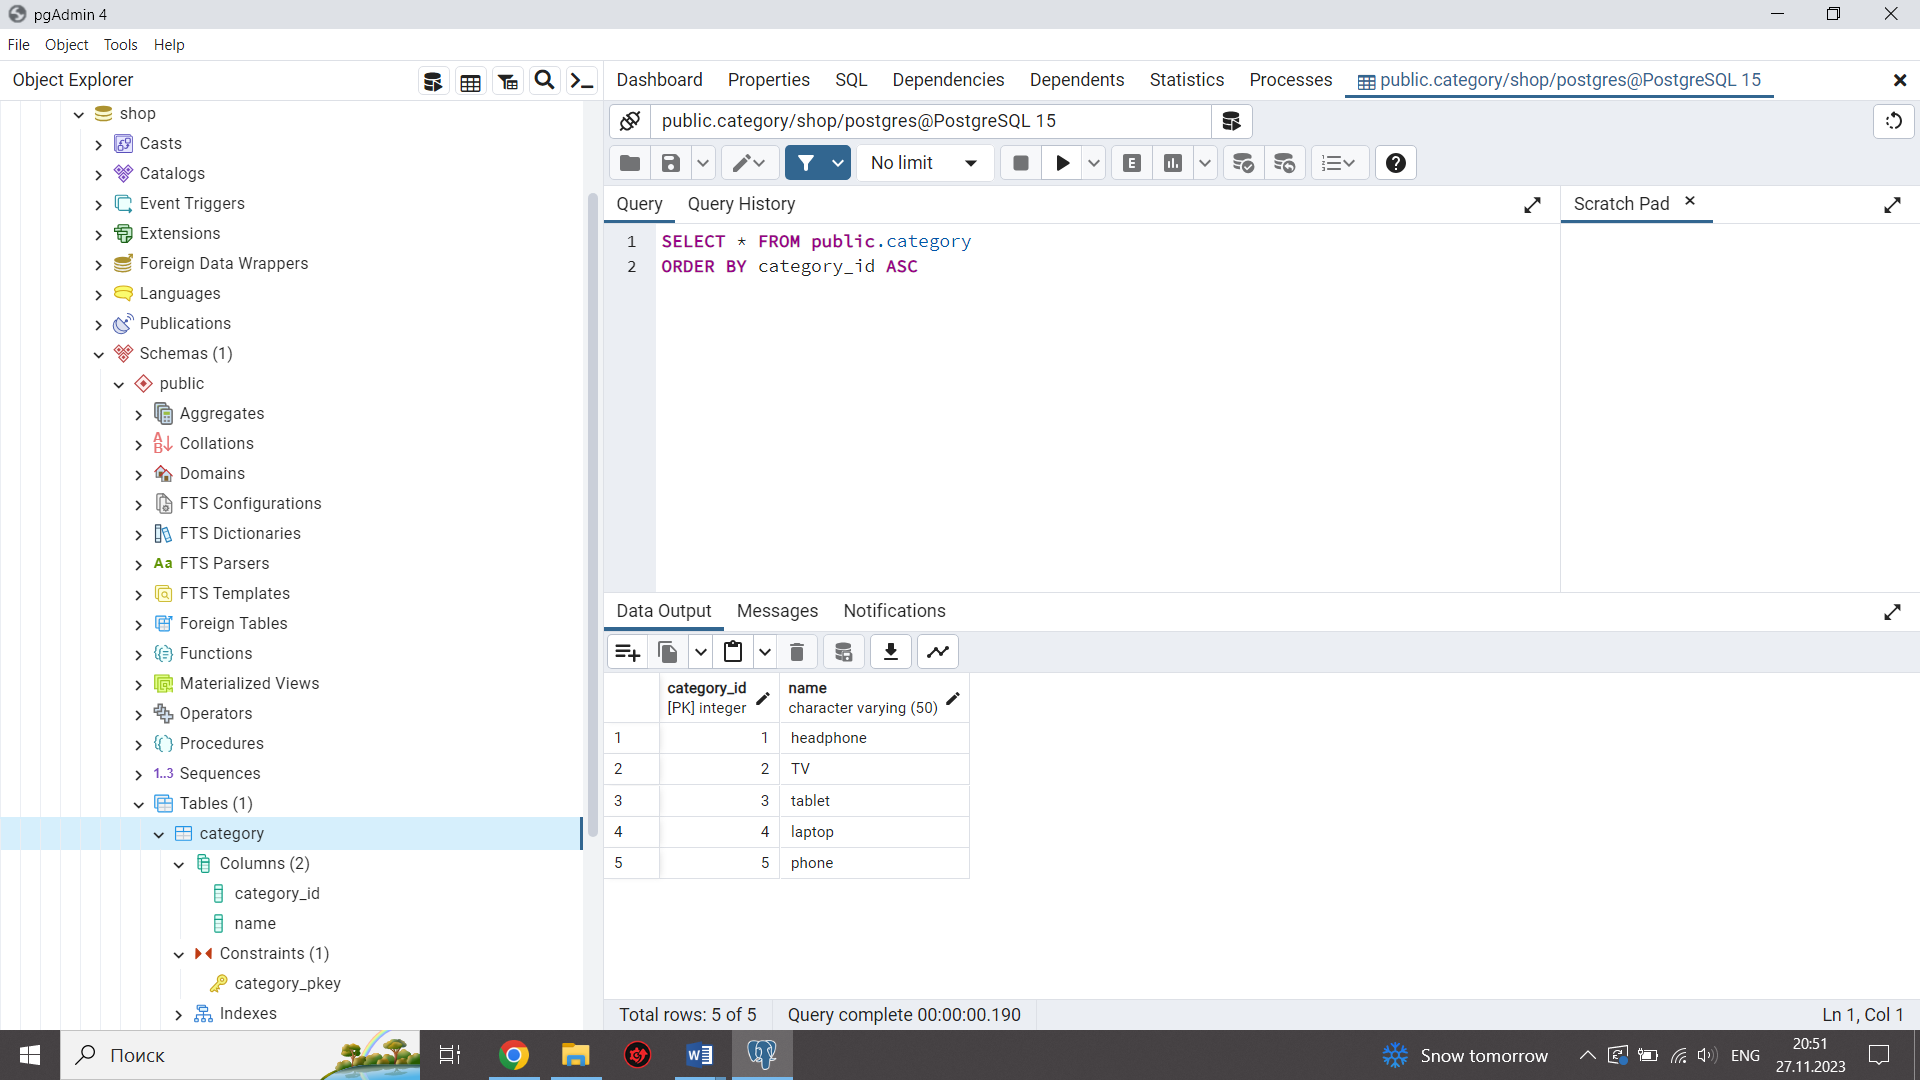 pgAdmin 4
File Object Tools Help
Object Explorer
Dashboard Properties SQL Dependencies Dependents Statistics Processes public.category/shop/postgres@PostgreSQL 15
shop
Casts
Catalogs
Event Triggers
Extensions
Foreign Data Wrappers
Languages
Publications
Schemas (1)
public
Aggregates
Collations
Domains
FTS Configurations
FTS Dictionaries
Aa FTS Parsers
FTS Templates
Foreign Tables
Functions
Materialized Views
Operators
Procedures
1..3 Sequences
Tables (1)
category
Columns (2)
category_id
name
Constraints (1)
category_pkey
Indexes
public.category/shop/postgres@PostgreSQL 15
No limit
E
Query Query History
Scratch Pad
1 SELECT * FROM public.category
2 ORDER BY category_id ASC
Data Output Messages Notifications
category_id name
[PK] integer character varying (50)
1 1 headphone
2 2 TV
3 3 tablet
4 4 laptop
5 5 phone
Total rows: 5 of 5 Query complete 00:00:00.190 Ln 1, Col 1
Поиск
Snow tomorrow
ENG
20:51
27.11.2023